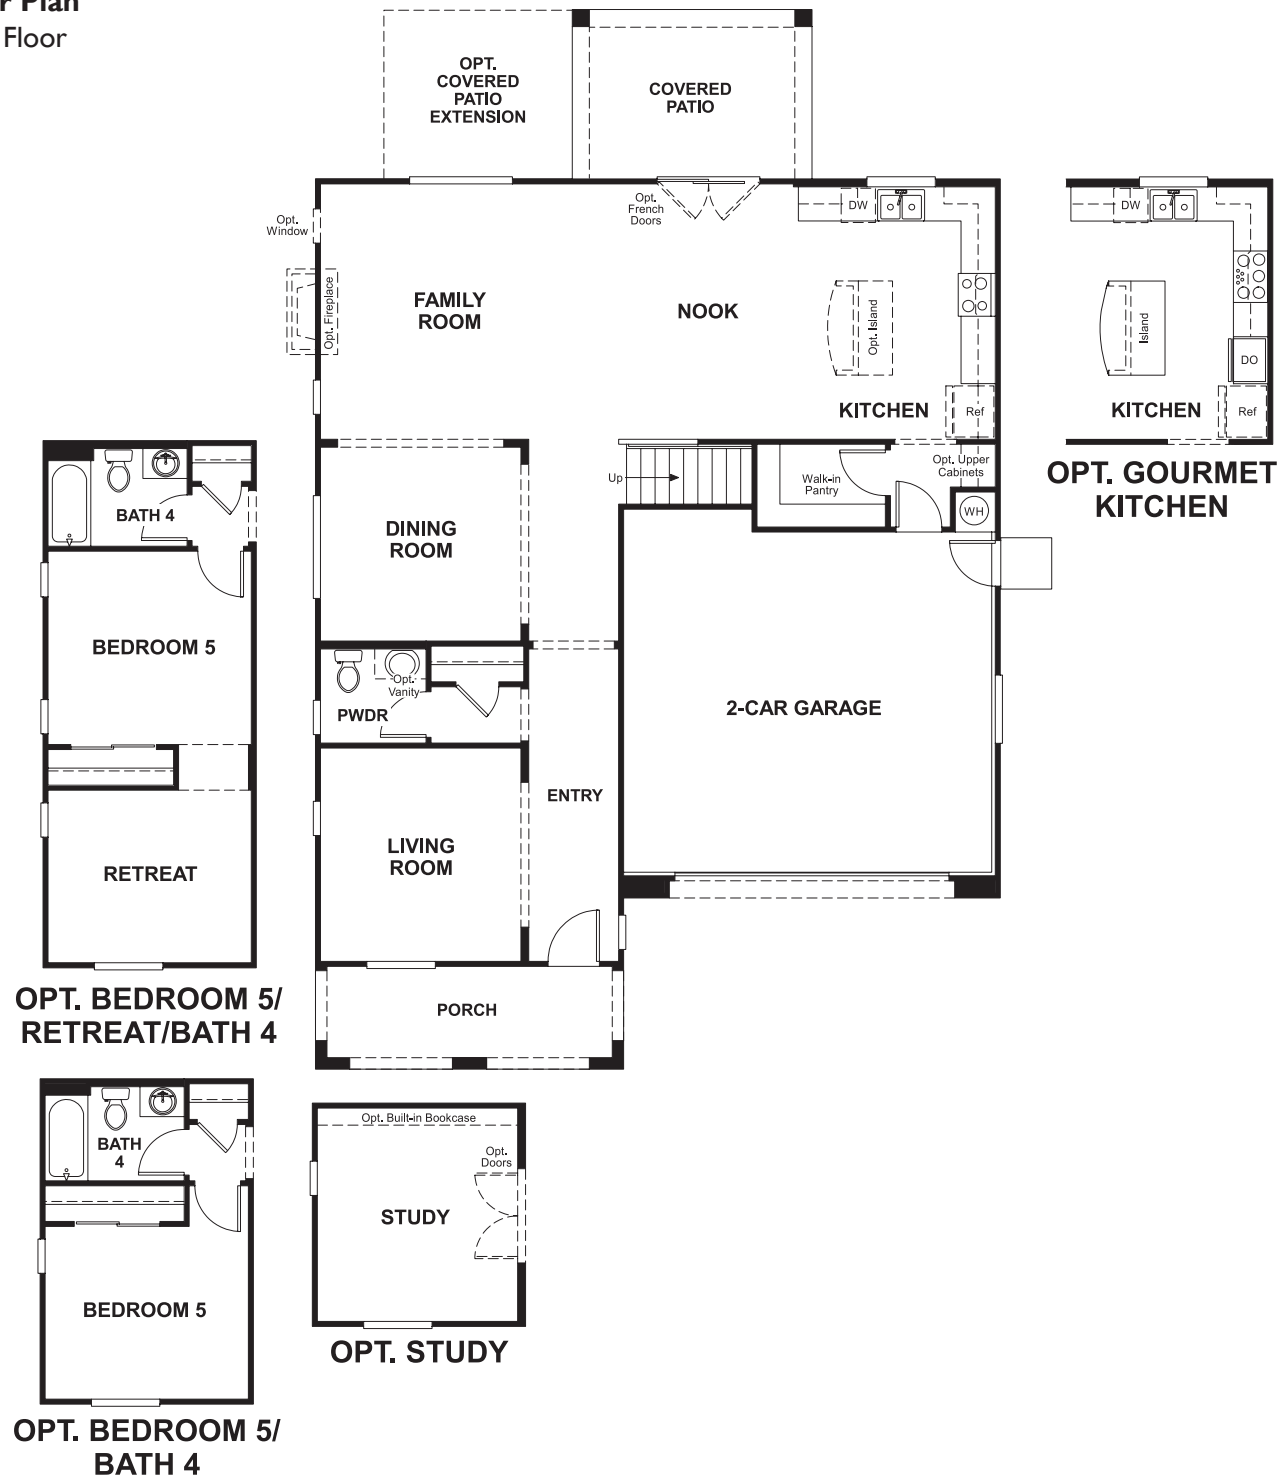 r Plan
Floor
OPT.
COVERED
PATIO
EXTENSION
COVERED
PATIO
Opt.
Window
Opt.
French
Doors
DW
DW
Opt. Fireplace
FAMILY
ROOM
NOOK
Opt. Island
Island
DO
KITCHEN
Ref
KITCHEN
Ref
OPT. GOURMET
KITCHEN
Up
Walk-in
Pantry
Opt. Upper
Cabinets
WH
BATH 4
DINING
ROOM
BEDROOM 5
Opt.
Vanity
PWDR
2-CAR GARAGE
ENTRY
LIVING
ROOM
RETREAT
OPT. BEDROOM 5/
RETREAT/BATH 4
PORCH
BATH
4
Opt. Built-in Bookcase
Opt.
Doors
STUDY
BEDROOM 5
OPT. STUDY
OPT. BEDROOM 5/
BATH 4